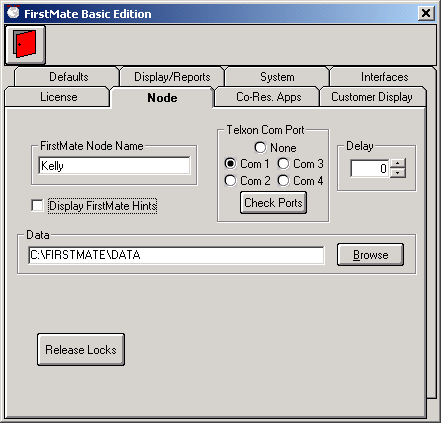 FirstMate Basic Edition
Defaults Display/Reports System Interfaces
License Node Co-Res. Apps Customer Display
FirstMate Node Name
Kelly
Display FirstMate Hints
Telxon Com Port
None
Com 1 Com 3
Com 2 Com 4
Check Ports
Delay
0
Data
C:\FIRSTMATE\DATA
Browse
Release Locks